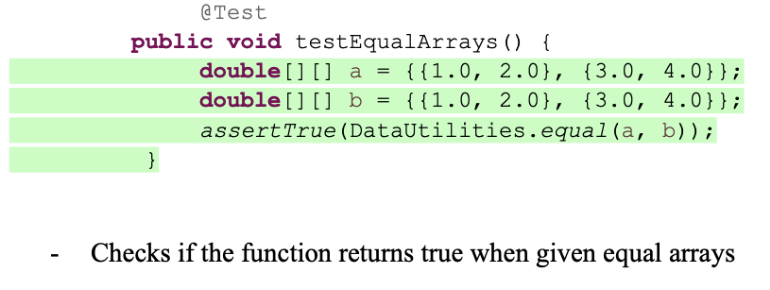 @Test
public void testEqualArrays() {
double[][] a = {{1.0, 2.0}, {3.0, 4.0}};
double[][] b = {{1.0, 2.0}, {3.0, 4.0}};
assertTrue(DataUtilities.equal(a, b));
}
- Checks if the function returns true when given equal arrays